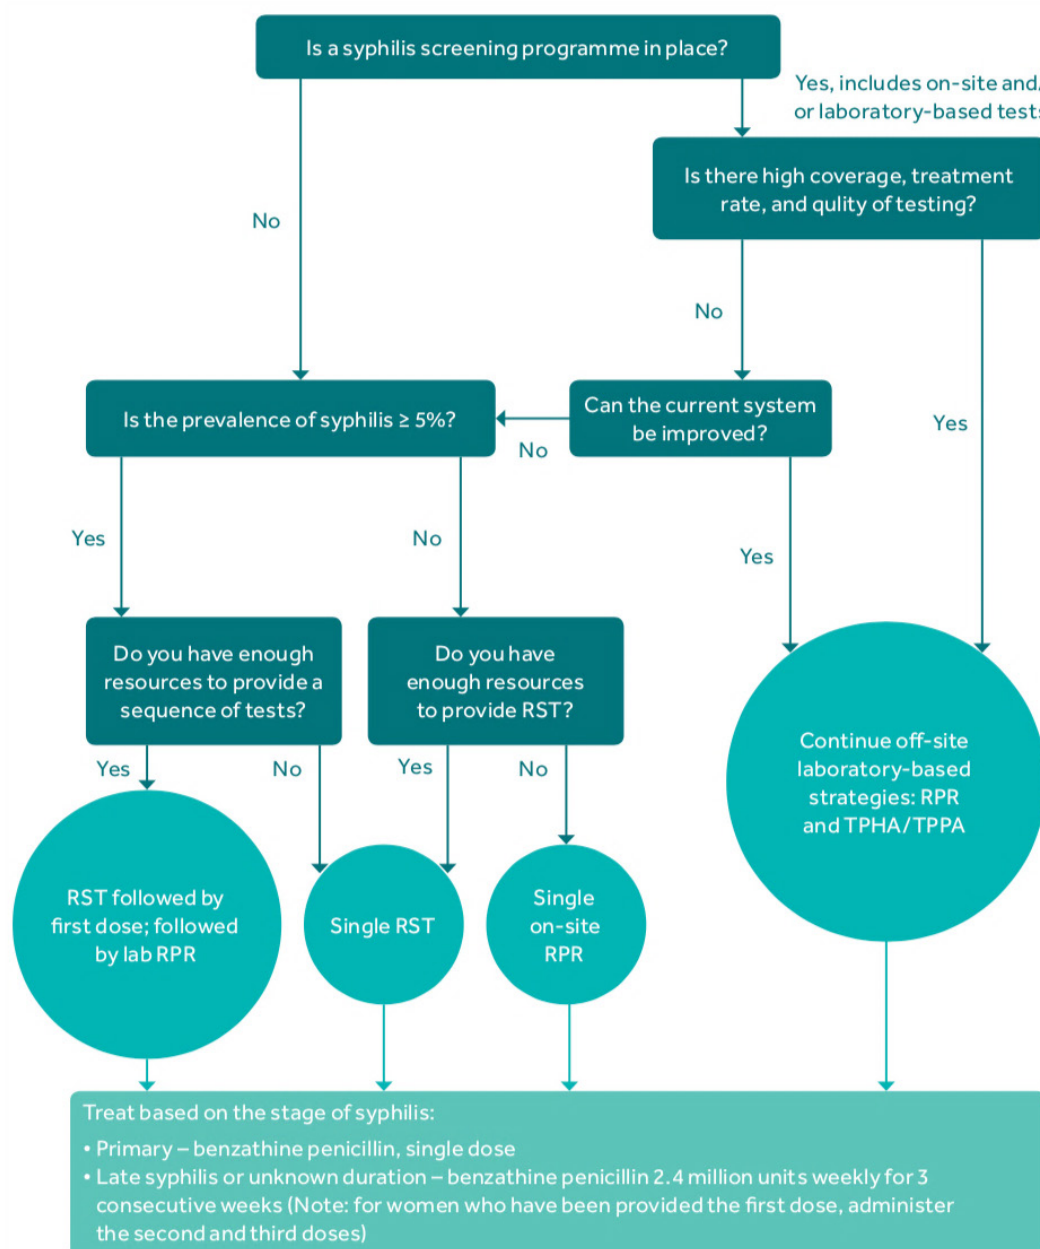 Is a syphilis screening programme in place?
Yes, includes on-site and/
or laboratory-based tests
Is there high coverage, treatment
rate, and qulity of testing?
No
No
Yes
Is the prevalence of syphilis ≥ 5%?
Can the current system
be improved?
No
Yes
No
Yes
Do you have enough
resources to provide a
sequence of tests?
Do you have
enough resources
to provide RST?
Yes
No
Yes
No
Continue off-site
laboratory-based
strategies: RPR
and TPHA/TPPA
RST followed by
first dose; followed
by lab RPR
Single RST
Single
on-site
RPR
Treat based on the stage of syphilis:
• Primary – benzathine penicillin, single dose
• Late syphilis or unknown duration – benzathine penicillin 2.4 million units weekly for 3
consecutive weeks (Note: for women who have been provided the first dose, administer
the second and third doses)